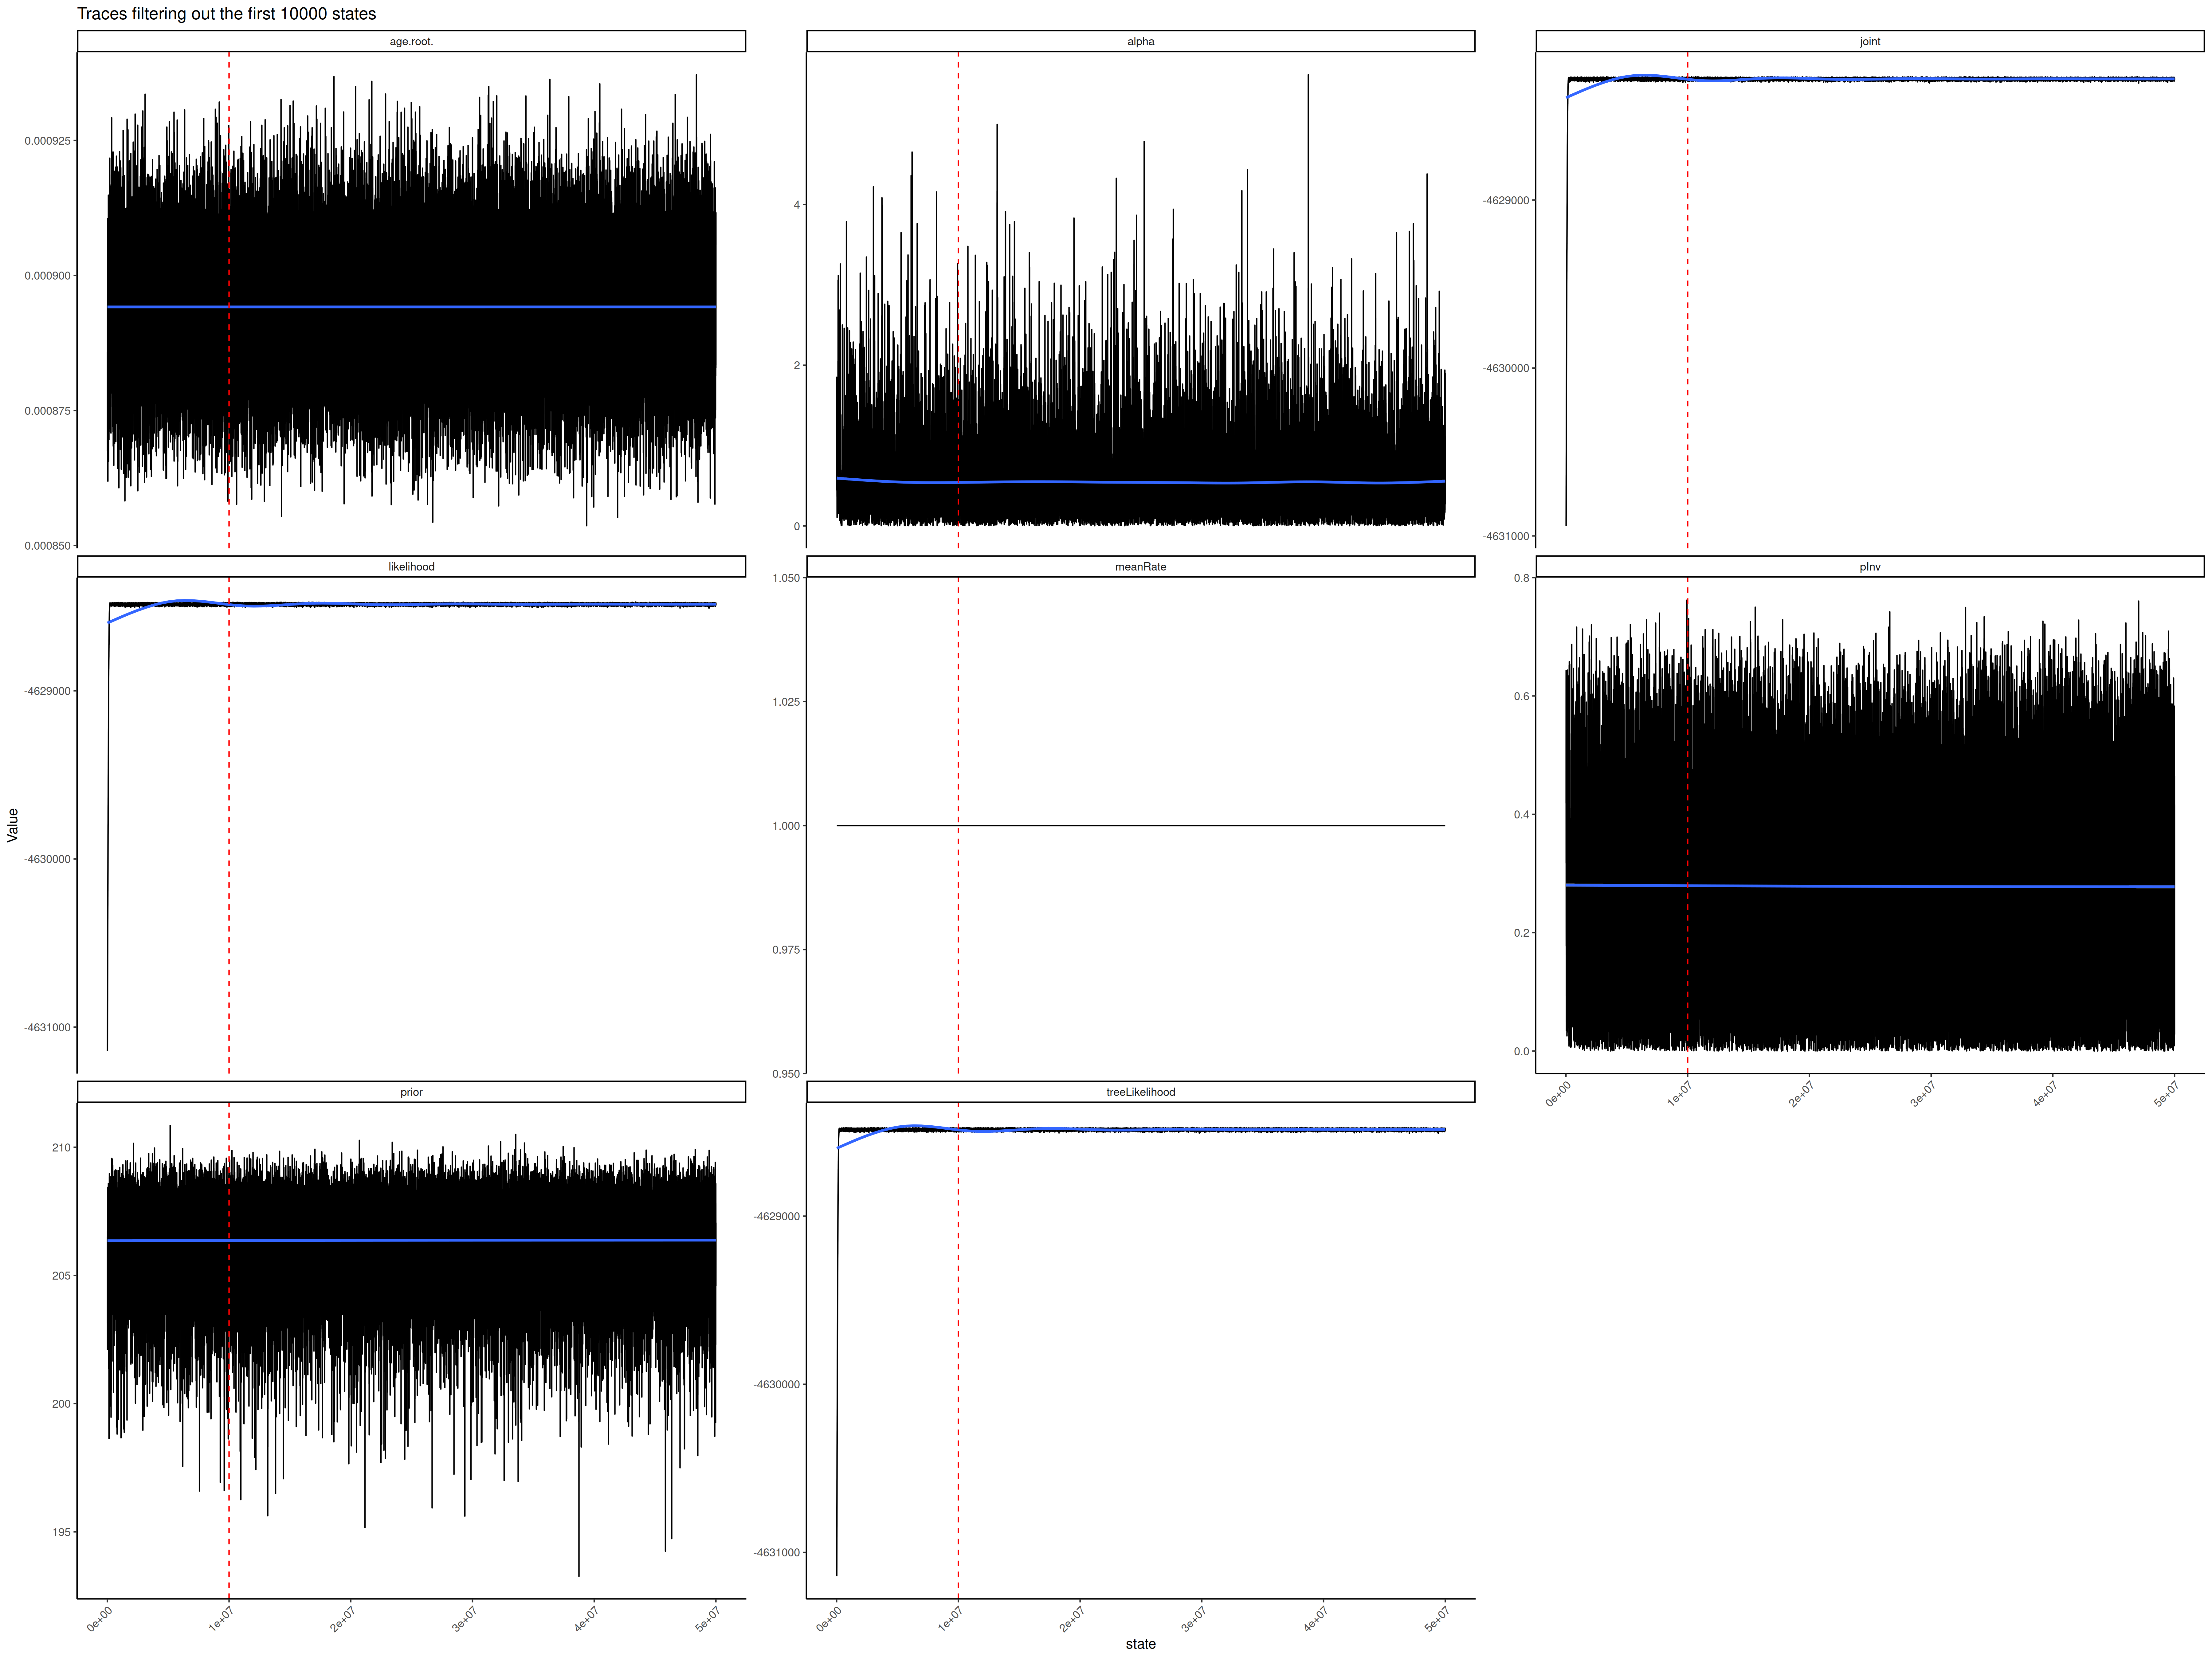 Traces filtering out the first 10000 states
age.root.
alpha
joint
0.000925
0.000900
0.000875
0.000850
4
2
0
-4629000
-4630000
-4631000
likelihood
meanRate
pInv
-4629000
-4630000
-4631000
1.050
1.025
1.000
0.975
0.950
0.8
0.6
0.4
0.2
0.0
0e+00
1e+07
2e+07
3e+07
4e+07
5e+07
Value
prior
treeLikelihood
210
205
200
195
-4629000
-4630000
-4631000
0e+00
1e+07
2e+07
3e+07
4e+07
5e+07
0e+00
1e+07
2e+07
3e+07
4e+07
5e+07
state